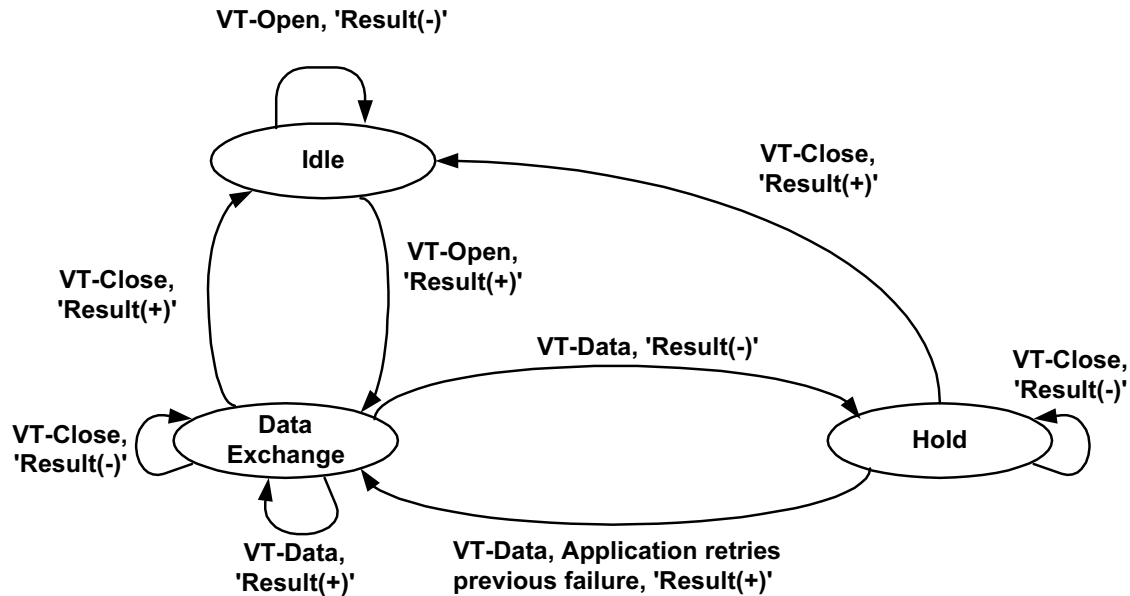 VT-Open, 'Result(-)'
Idle
VT-Close,
'Result(+)'
VT-Open,
'Result(+)'
VT-Close,
'Result(+)'
VT-Data, 'Result(-)'
VT-Close,
'Result(-)'
VT-Close,
'Result(-)'
Data
Exchange
Hold
VT-Data,
'Result(+)'
VT-Data, Application retries
previous failure, 'Result(+)'